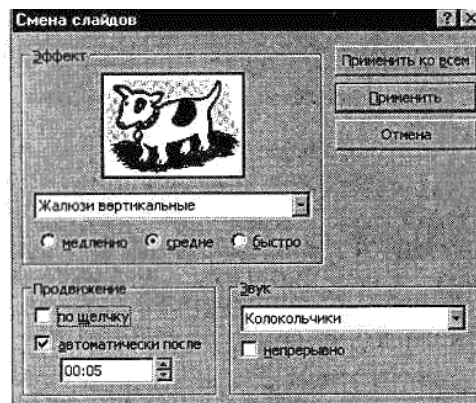 Смена слайдов
Эффект
Применить ко всем
Применить
Отмена
Жалюзи вертикальные
медленно средне быстро
Продвижение
по щелчку
автоматически после
00:05
Звук
Колокольчики
непрерывно